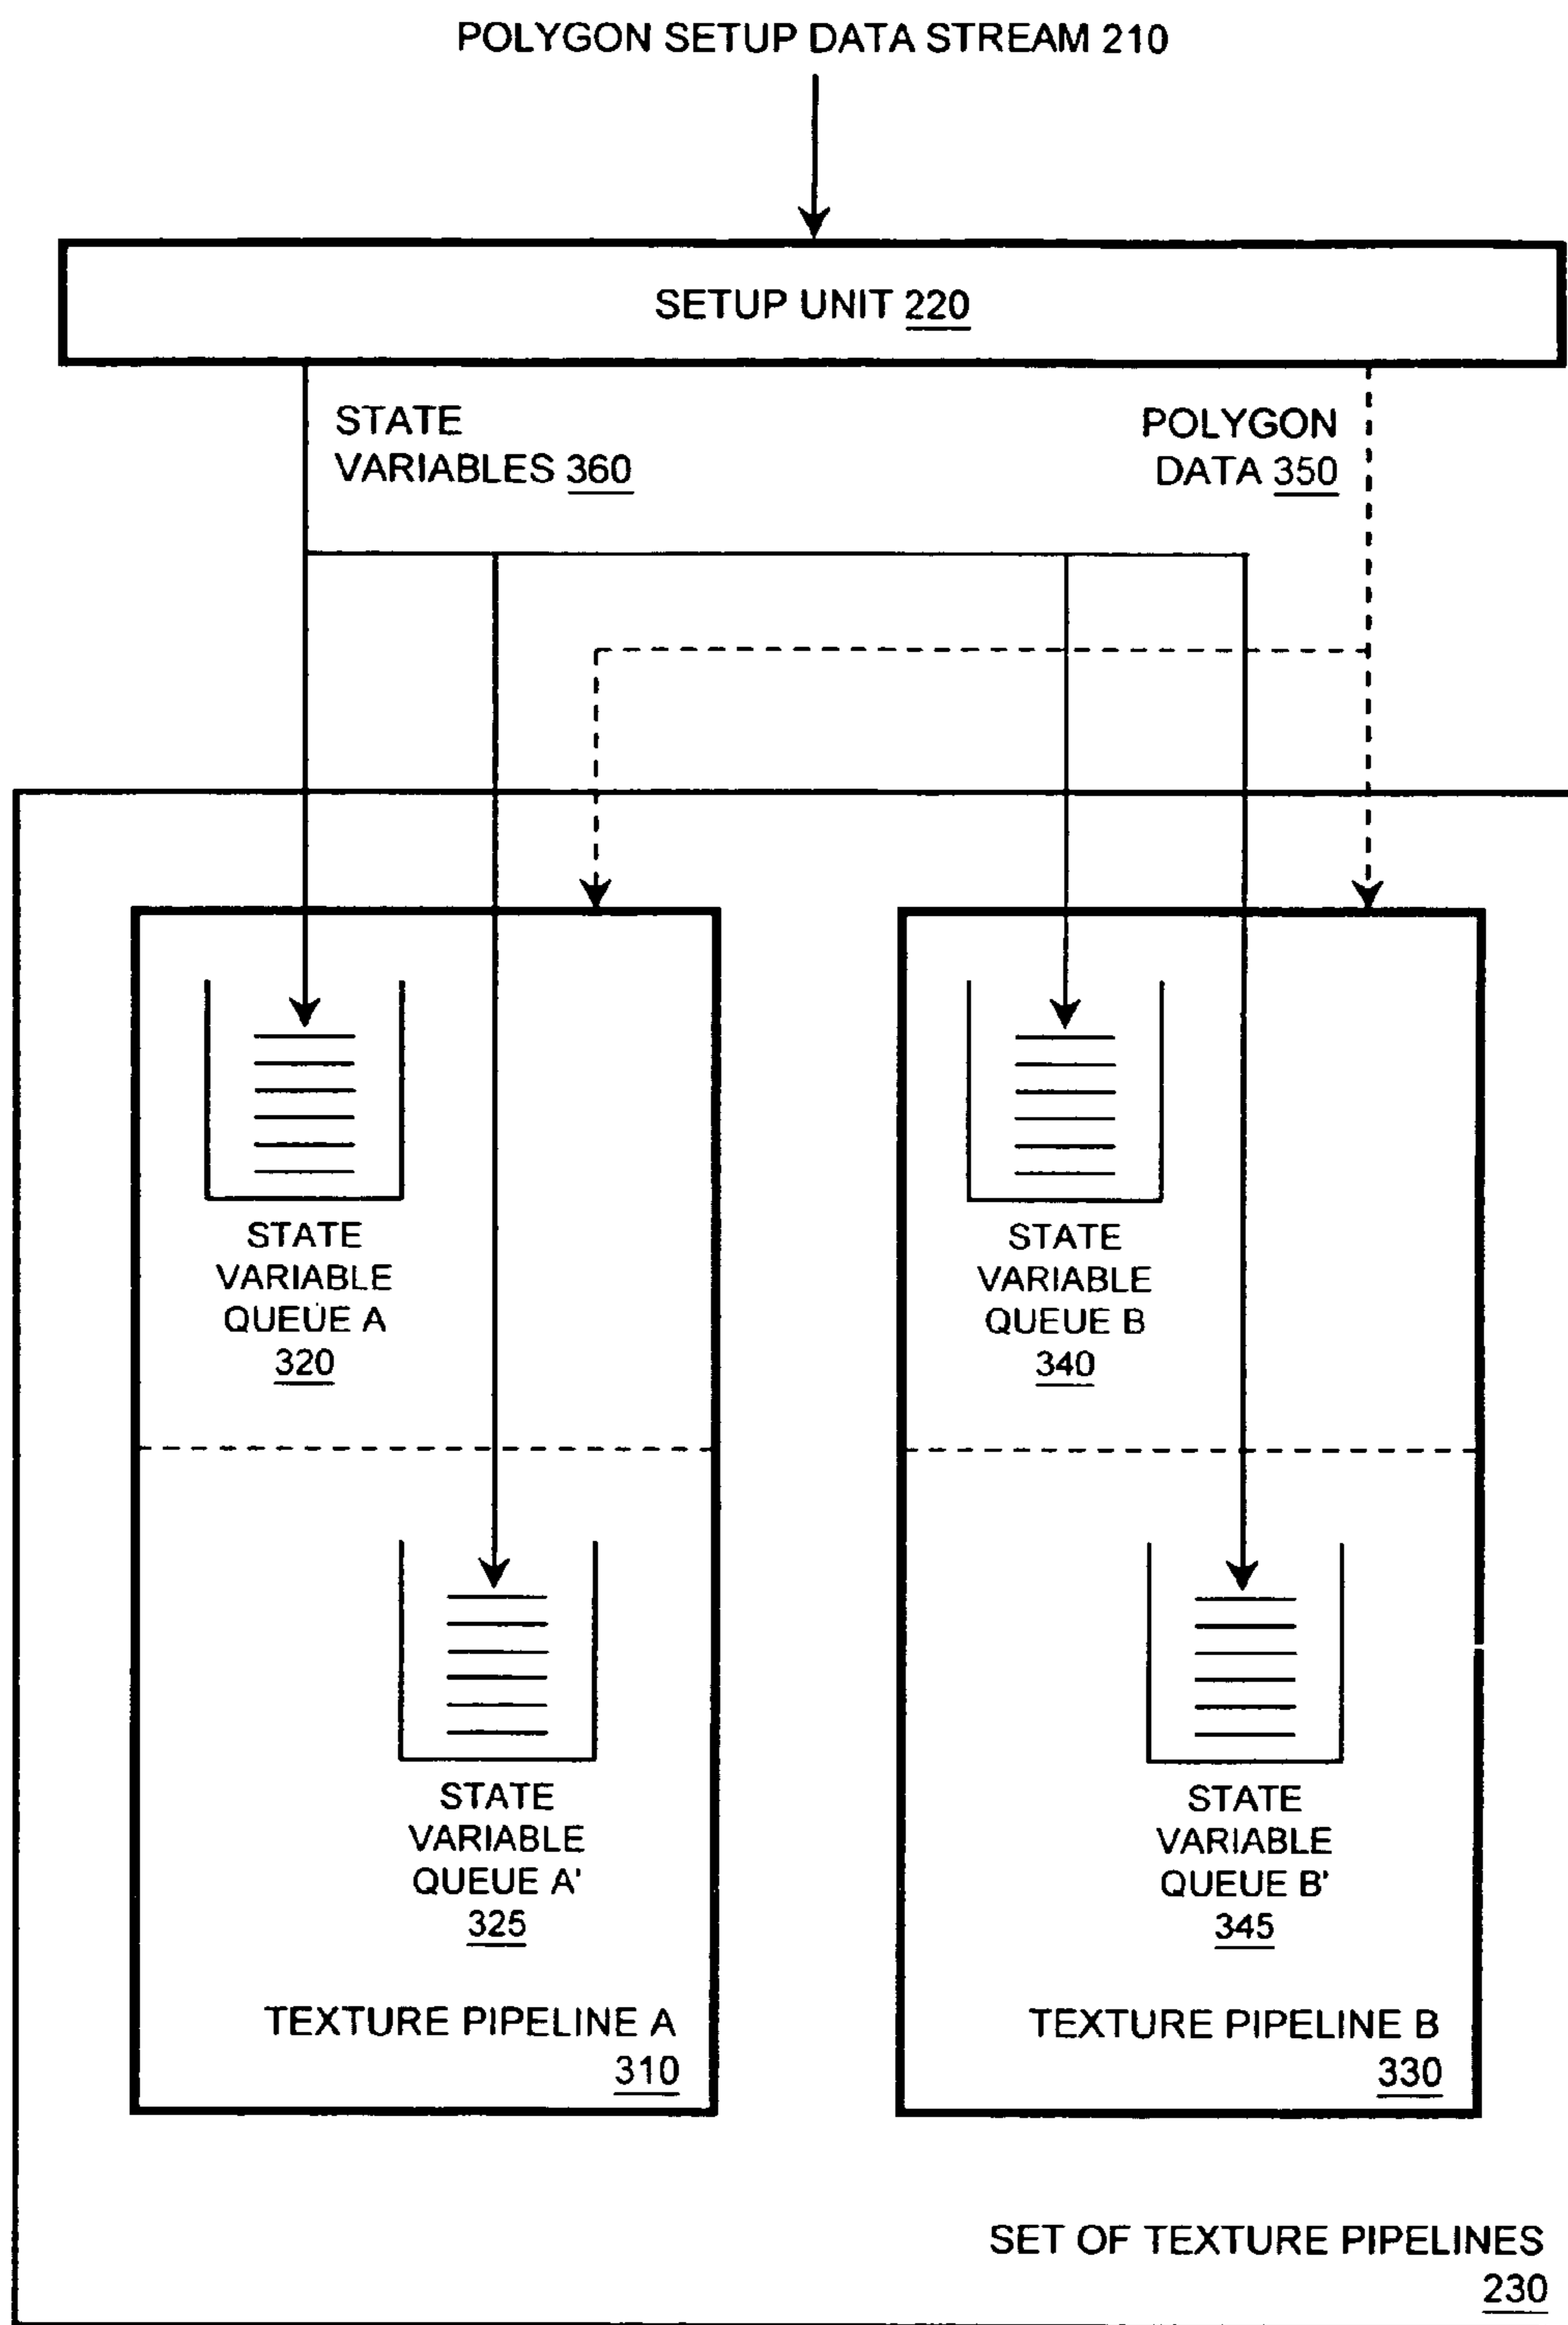 POLYGON SETUP DATA STREAM 210
SETUP UNIT 220
STATE
VARIABLES 360
POLYGON
DATA 350
STATE
VARIABLE
QUEUE A
320
STATE
VARIABLE
QUEUE B
340
STATE
VARIABLE
QUEUE A'
325
STATE
VARIABLE
QUEUE B'
345
TEXTURE PIPELINE A
310
TEXTURE PIPELINE B
330
SET OF TEXTURE PIPELINES
230